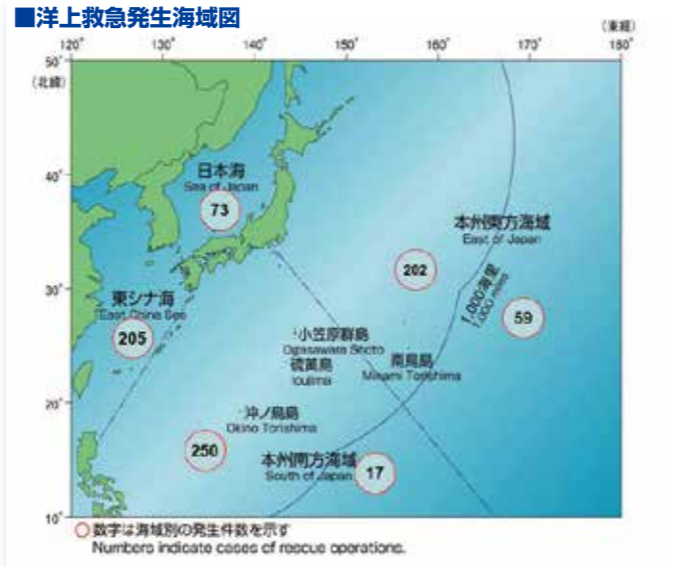 ■洋上救急発生海域図
(東経)
120° 130° 140° 150° 160° 170° 180°
50°
(北緯)
40°
日本海
Sea of Japan
73
本州東方海域
East of Japan
202
30°
1,000海里
1,000 miles
59
東シナ海
East China Sea
205
小笠原群島
Ogasawara Shoto
硫黄島
Ioujima
南鳥島
Minami Torishima
20°
沖ノ鳥島
Okino Torishima
250
本州南方海域
South of Japan
17
10°
○数字は海域別の発生件数を示す
Numbers indicate cases of rescue operations.